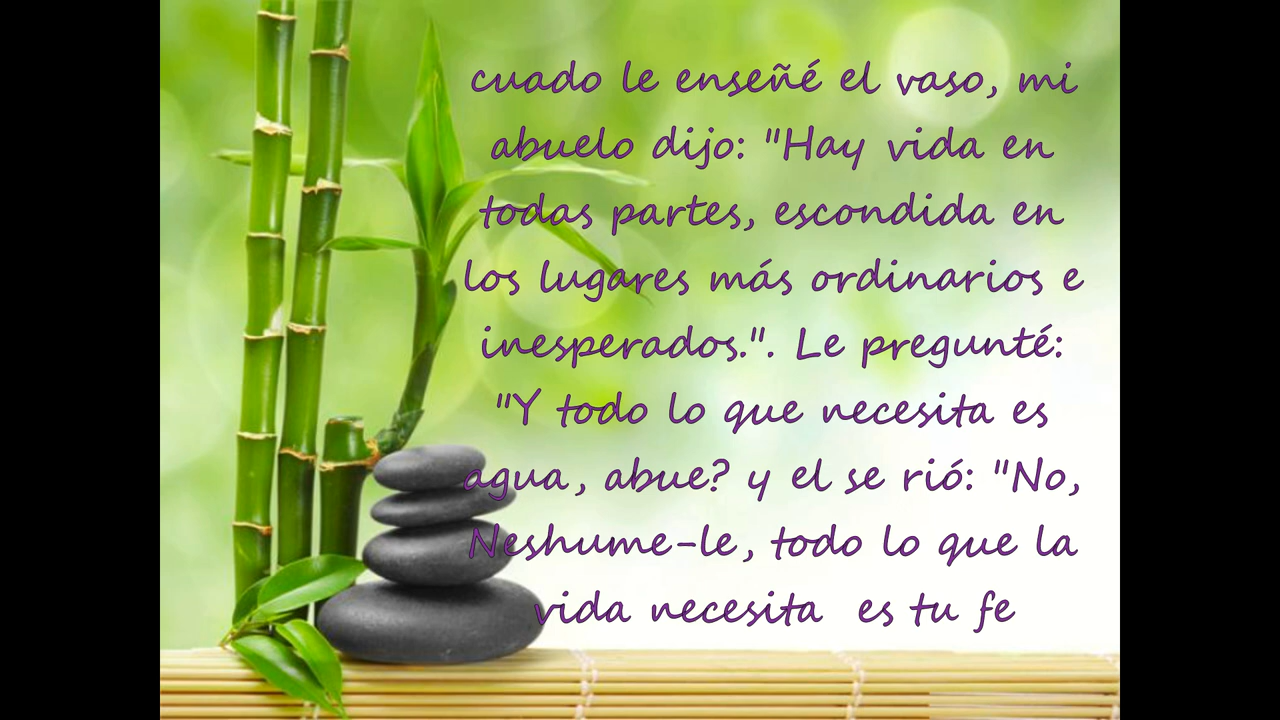 cuado le enseñé el vaso, mi
abuelo dijo: "Hay vida en
todas partes, escondida en
los lugares más ordinarios e
inesperados.". Le pregunté:
"Y todo lo que necesita es
agua, abue? y el se rió: "No,
Neshume-le, todo lo que la
vida necesita  es tu fe